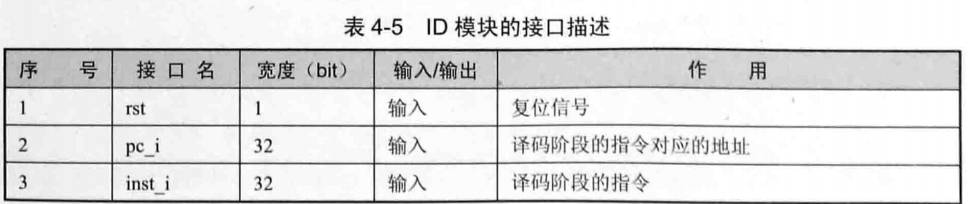 表 4-5 ID 模块的接口描述
序 号 接 口 名 宽度（bit） 输入/输出 作 用
1 rst 1 输入 复位信号
2 pc_i 32 输入 译码阶段的指令对应的地址
3 inst_i 32 输入 译码阶段的指令